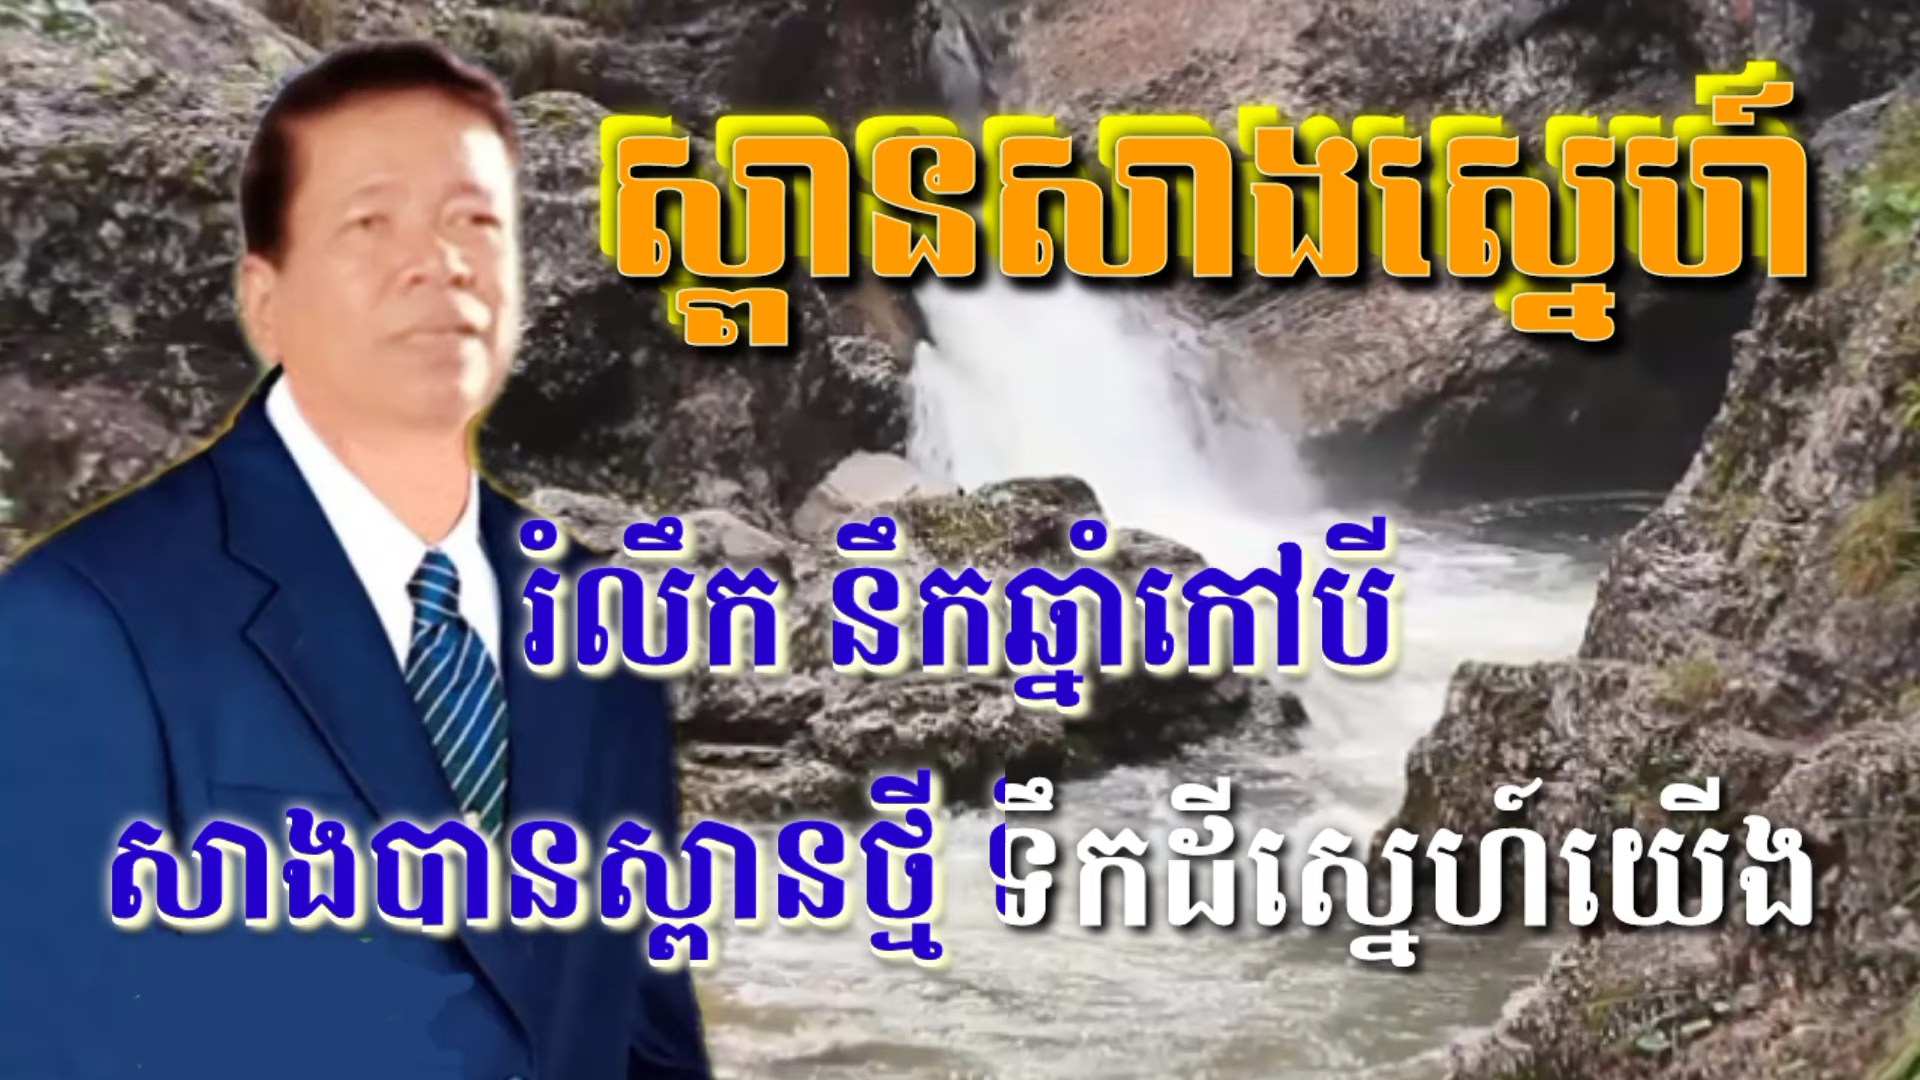 ស្ពានសាងស្នេហ៍
រំលឹក នឹកឆ្នាំកៅបី
សាងបានស្ពានថ្មី ទឹកដីស្នេហ៍យើង